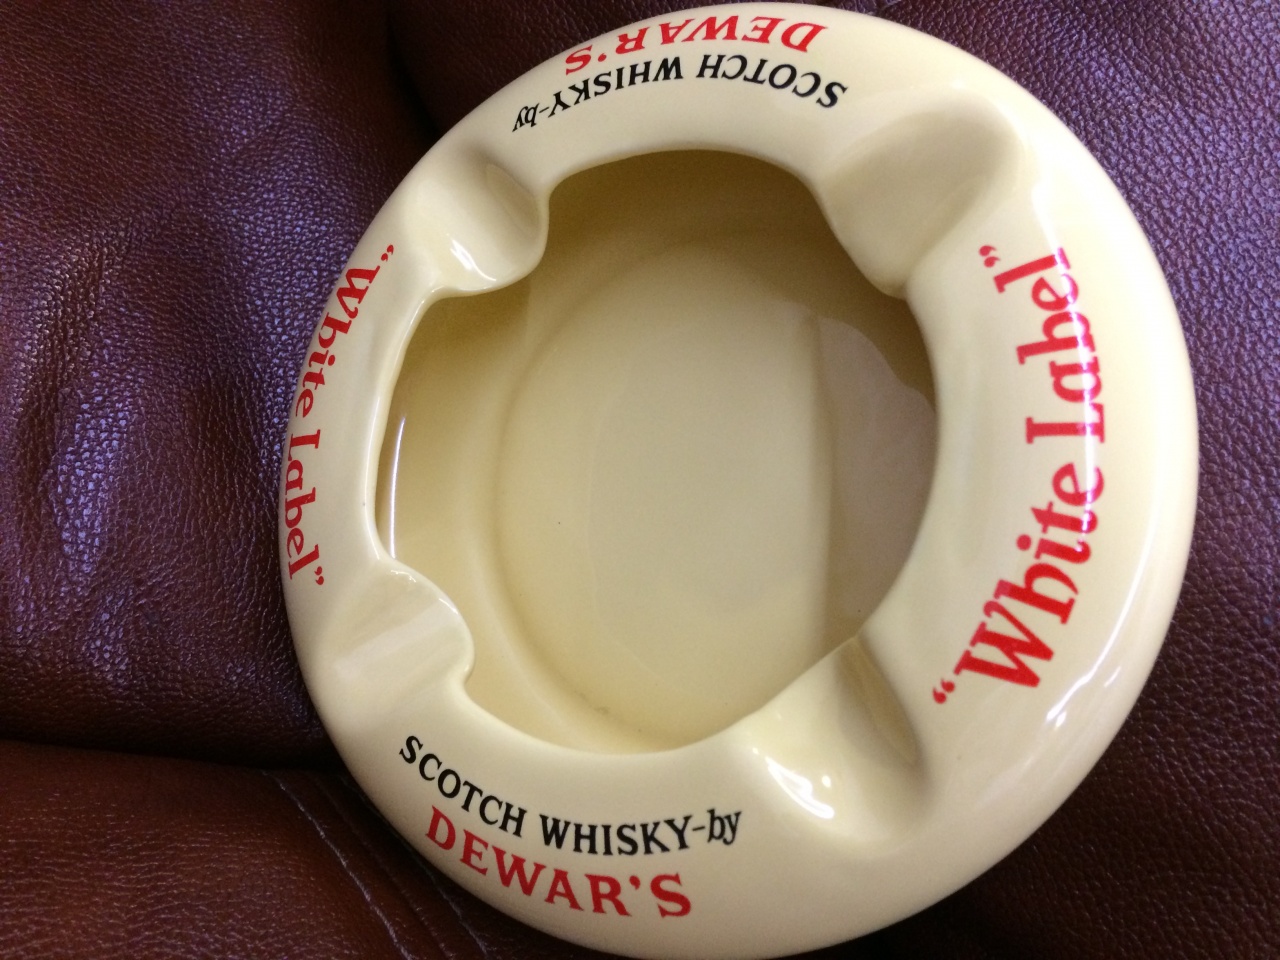 SCOTCH WHISKY-by
DEWAR'S
"White Label"
"White Label"
SCOTCH WHISKY-by
DEWAR'S